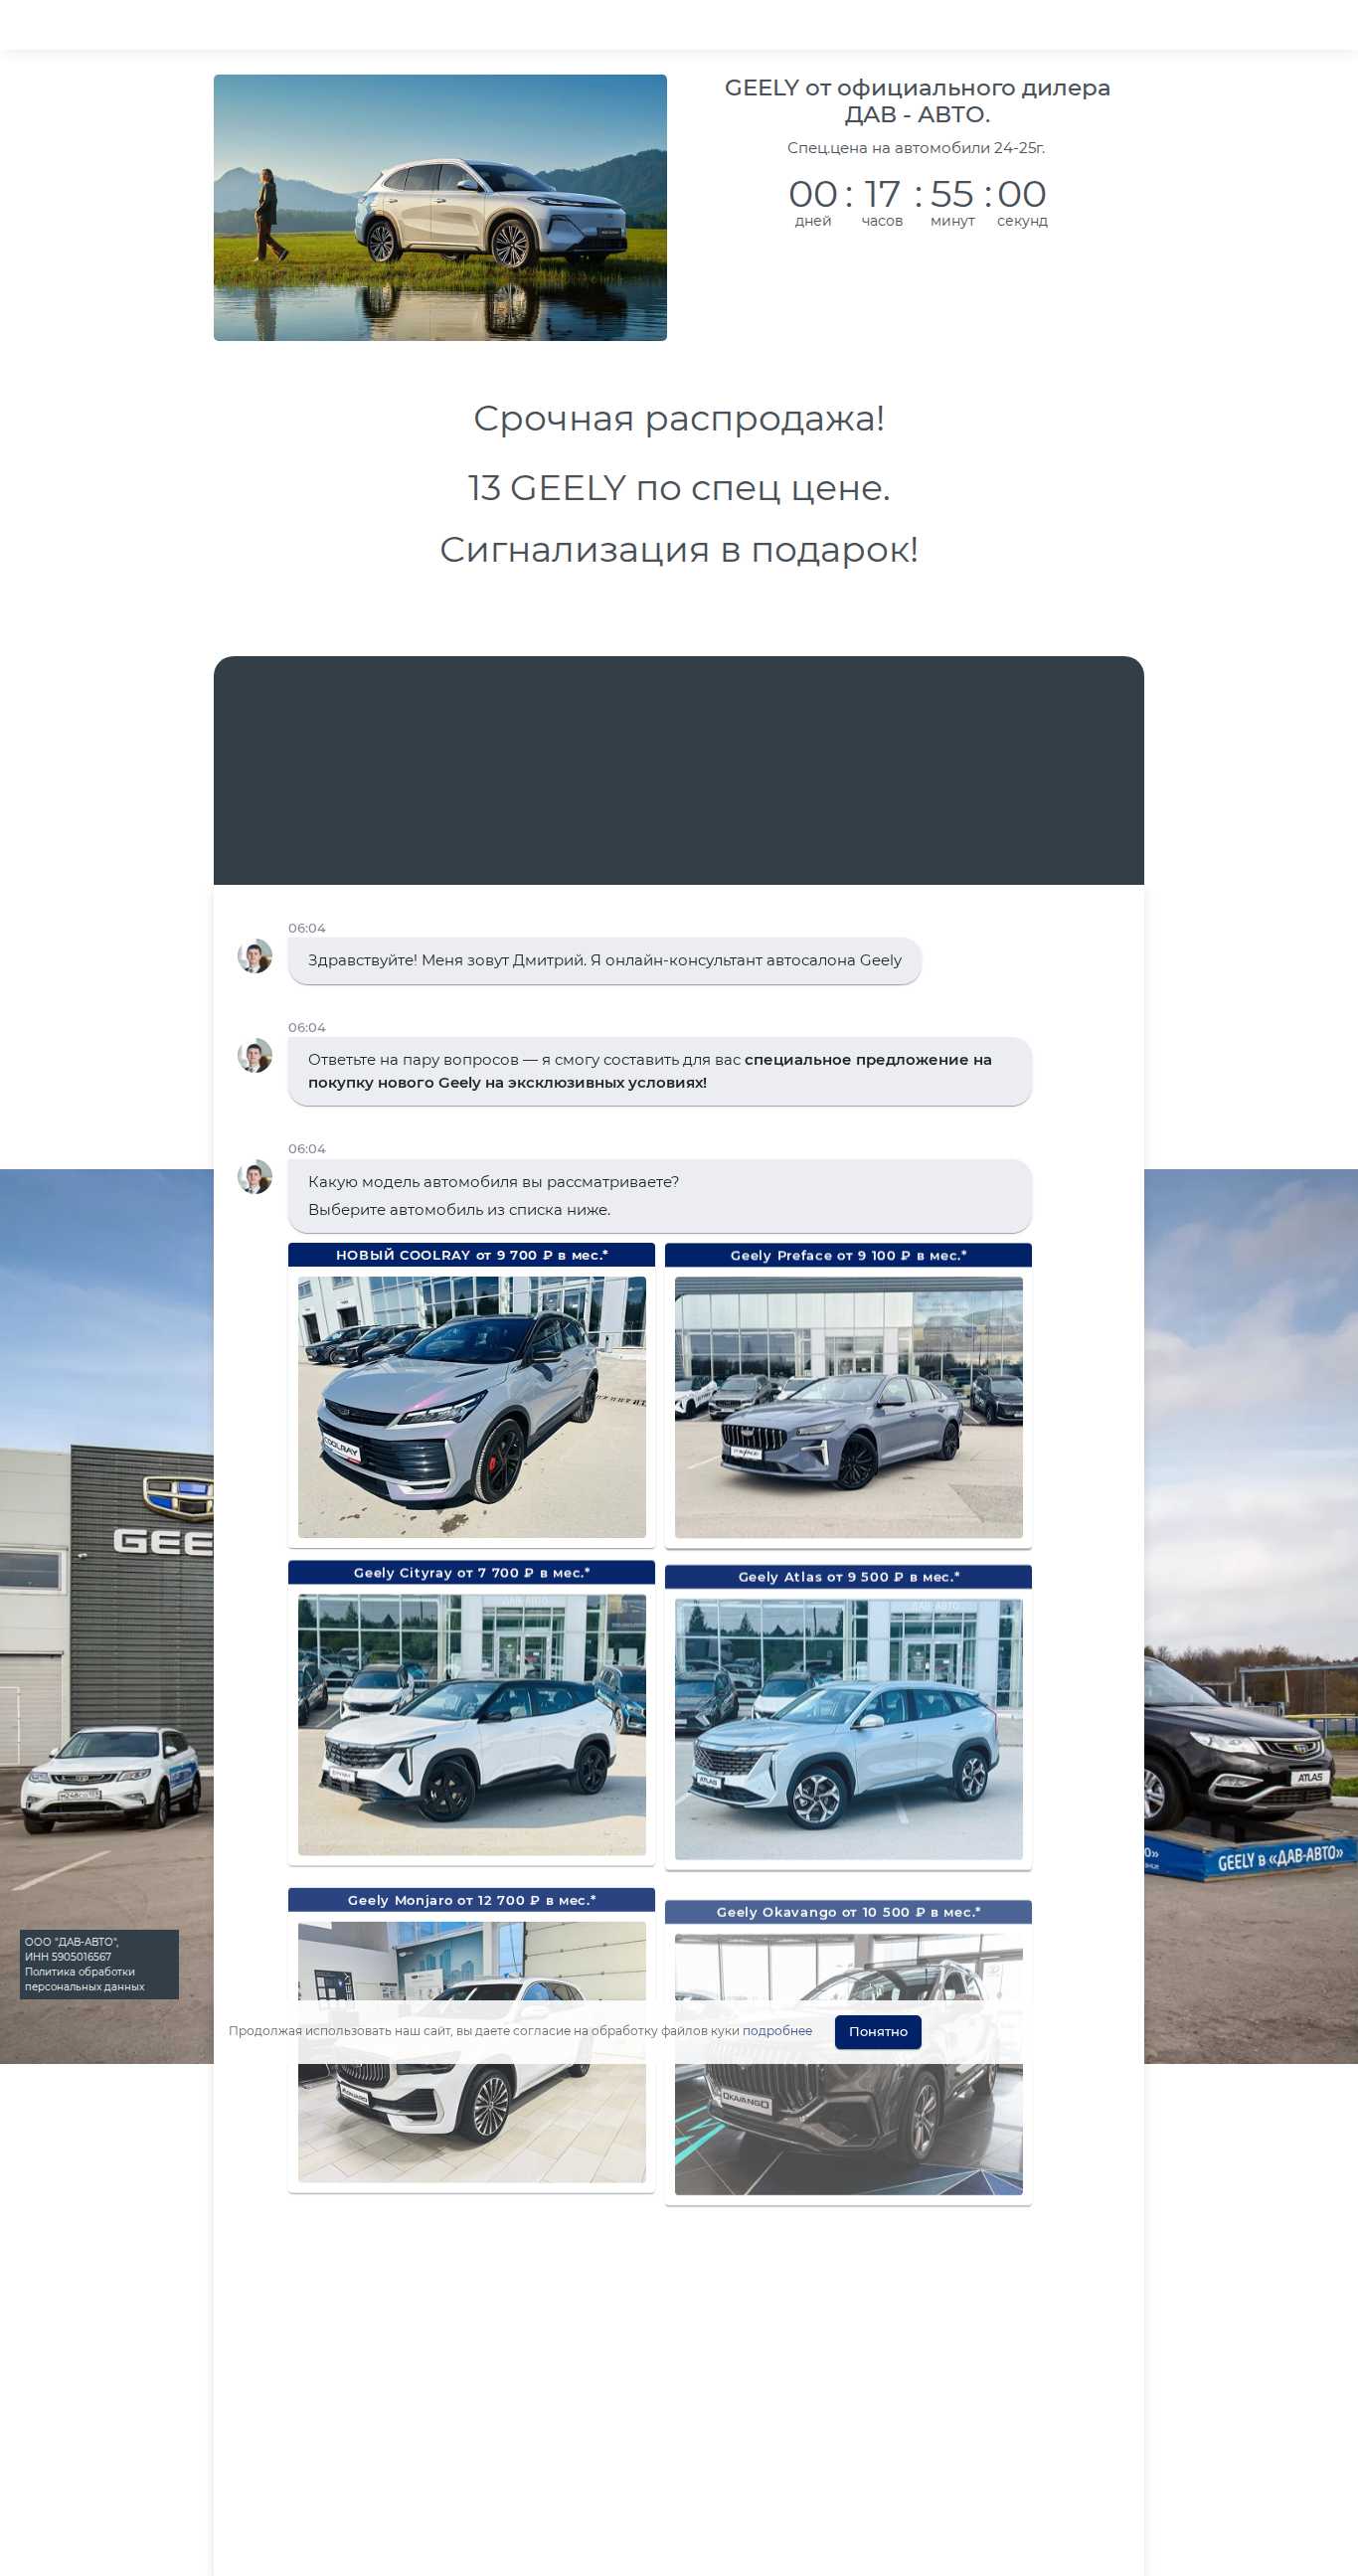 GEELY от официального дилера
ДАВ - АВТО.
Спец.цена на автомобили 24-25г.
00 : 17 : 55 : 00
дней часов минут секунд
Срочная распродажа!
13 GEELY по спец цене.
Сигнализация в подарок!
06:04
Здравствуйте! Меня зовут Дмитрий. Я онлайн-консультант автосалона Geely
06:04
Ответьте на пару вопросов — я смогу составить для вас специальное предложение на
покупку нового Geely на эксклюзивных условиях!
06:04
Какую модель автомобиля вы рассматриваете?
Выберите автомобиль из списка ниже.
НОВЫЙ COOLRAY от 9 700 ₽ в мес.*
Geely Preface от 9 100 ₽ в мес.*
COOLRAY
Geely Cityray от 7 700 ₽ в мес.*
Geely Atlas от 9 500 ₽ в мес.*
ATLAS
GEE
ATLAS
GEELY в «ДАВ-АВТО»
Geely Monjaro от 12 700 ₽ в мес.*
Geely Okavango от 10 500 ₽ в мес.*
MONJARO
OKAVANGO
ООО "ДАВ-АВТО",
ИНН 5905016567
Политика обработки
персональных данных
Продолжая использовать наш сайт, вы даете согласие на обработку файлов куки подробнее
Понятно